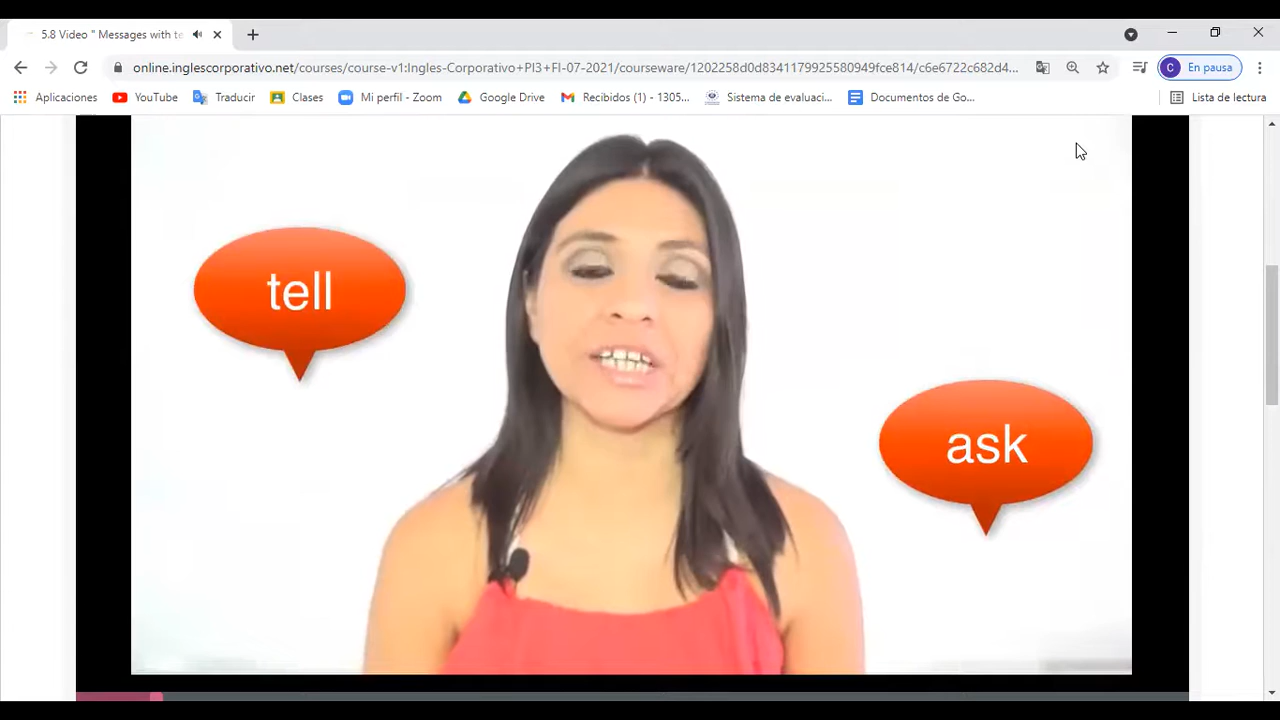 5.8 Video " Messages with te
online.inglescorporativo.net/courses/course-v1:Ingles-Corporativo+PI3+FI-07-2021/courseware/1202258d0d8341179925580949fce814/c6e6722c682d4...
C En pausa
Aplicaciones YouTube Traducir Clases Mi perfil - Zoom Google Drive Recibidos (1) - 1305... Sistema de evaluaci... Documentos de Go... Lista de lectura
tell
ask